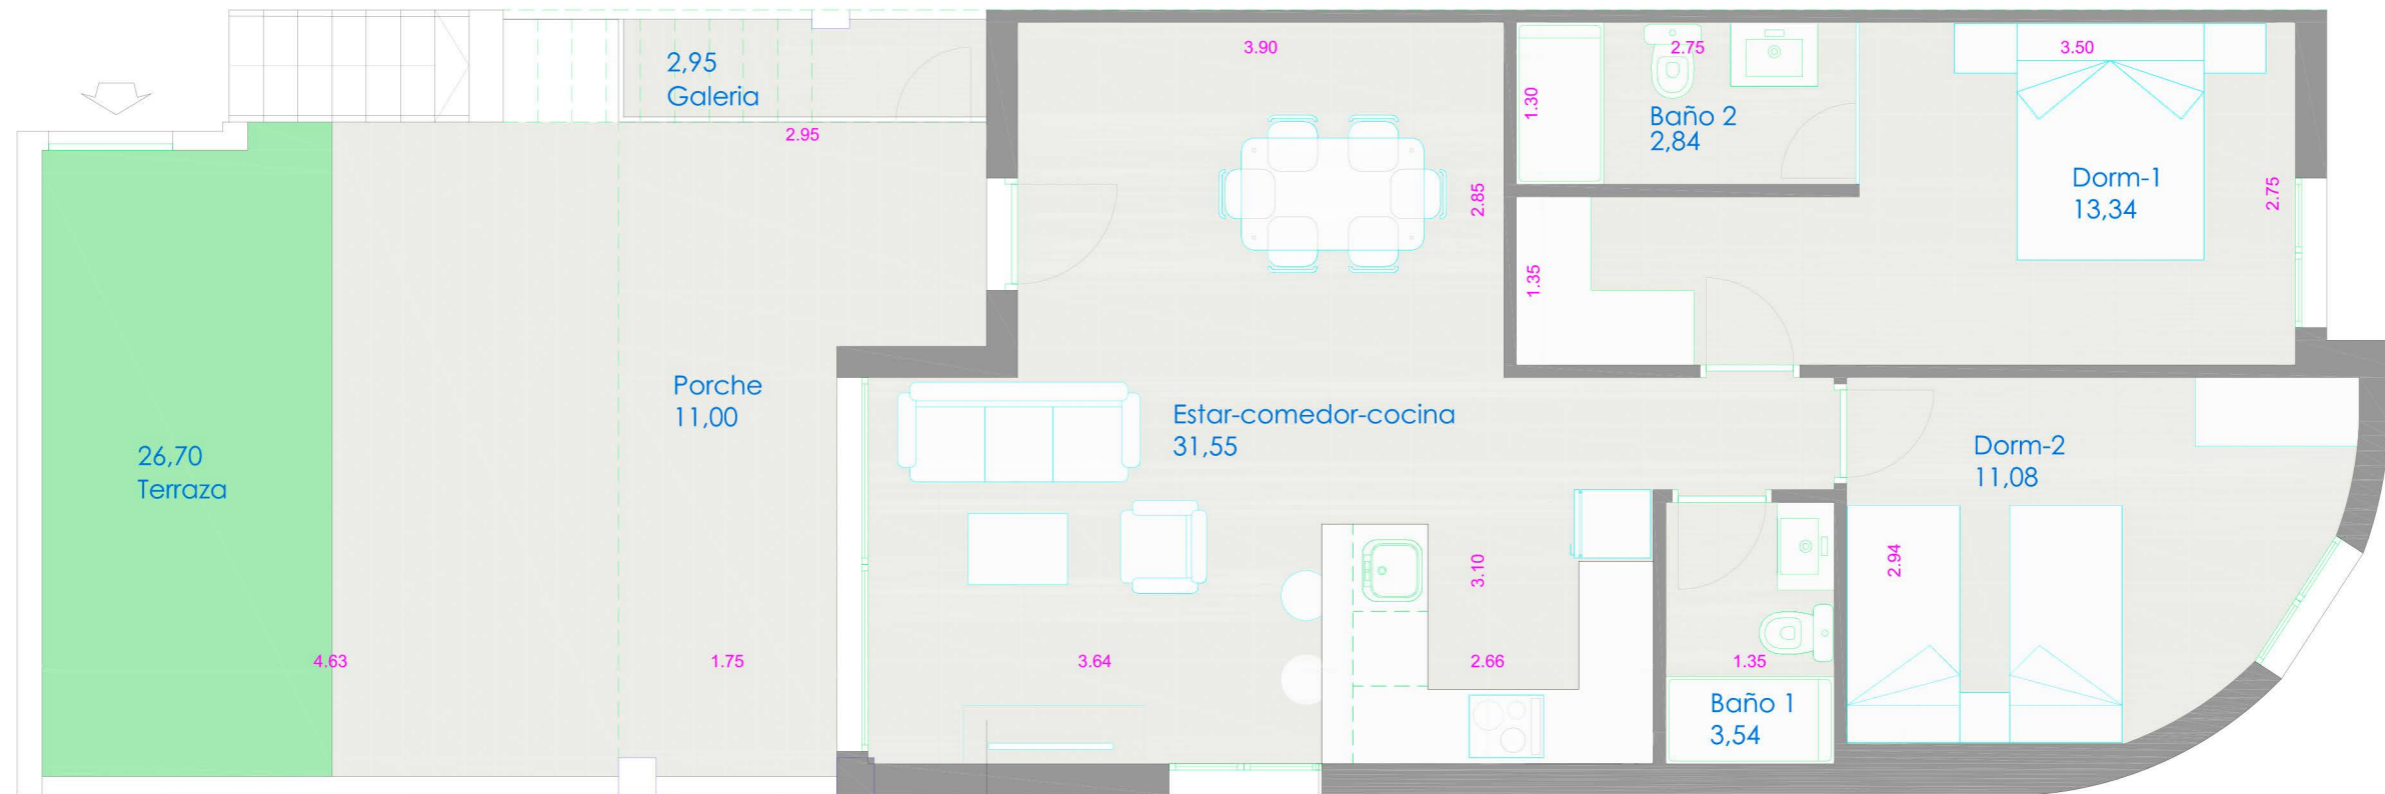 2,95
Galeria
2.95
3.90
2.75
1.30
Baño 2
2,84
3.50
Dorm-1
13,34
2.75
2.85
1.35
Porche
11,00
Estar-comedor-cocina
31,55
26,70
Terraza
Dorm-2
11,08
3.10
2.94
4.63
1.75
3.64
2.66
1.35
Baño 1
3,54